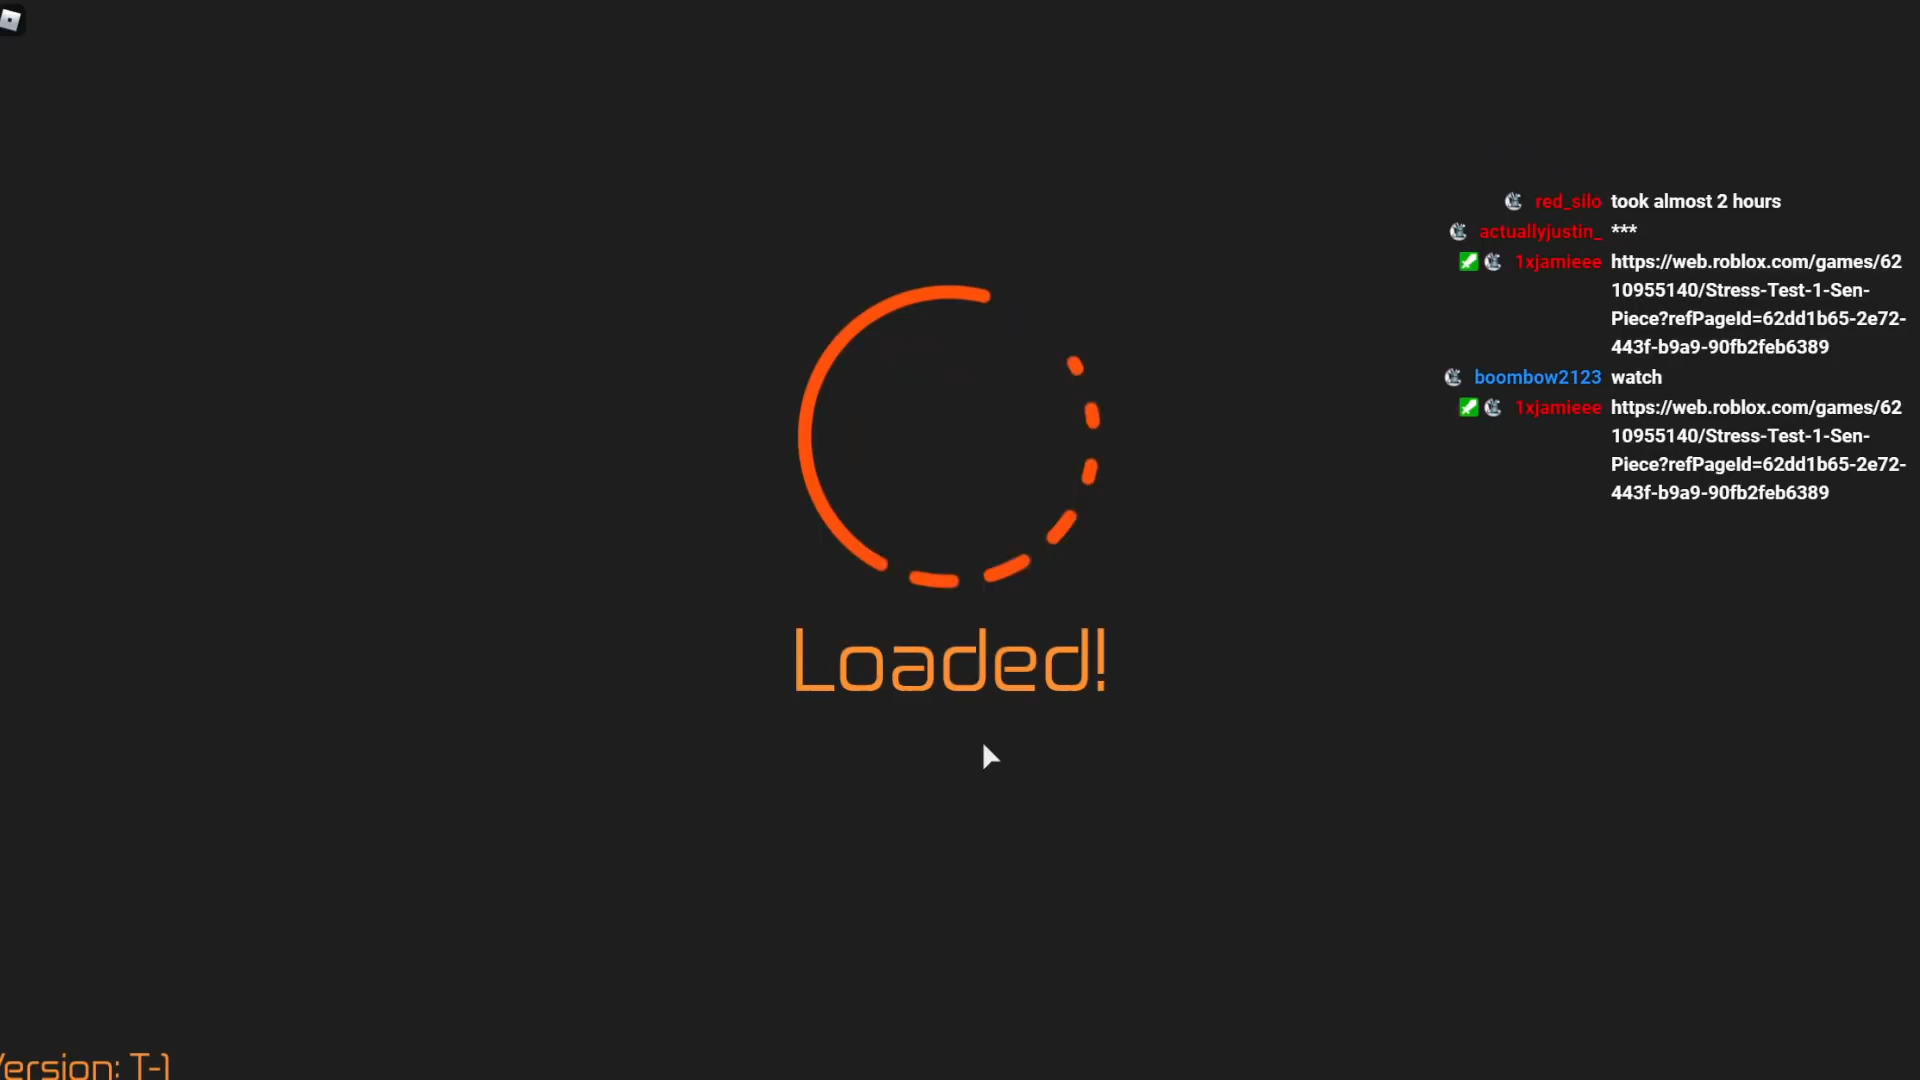 red_silo took almost 2 hours
actuallyjustin_ ***
1xjamieee https://web.roblox.com/games/62
10955140/Stress-Test-1-Sen-
Piece?refPageId=62dd1b65-2e72-
443f-b9a9-90fb2feb6389
boombow2123 watch
1xjamieee https://web.roblox.com/games/62
10955140/Stress-Test-1-Sen-
Piece?refPageId=62dd1b65-2e72-
443f-b9a9-90fb2feb6389
Loaded!
Version: T-1